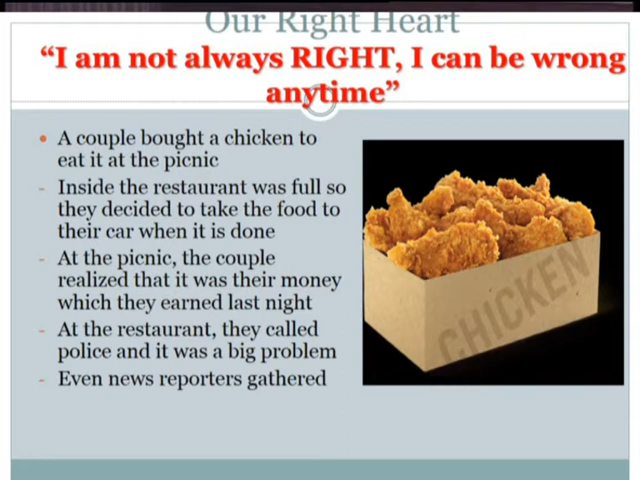 Our Right Heart
“I am not always RIGHT, I can be wrong
anytime”
• A couple bought a chicken to
eat it at the picnic
- Inside the restaurant was full so
they decided to take the food to
their car when it is done
- At the picnic, the couple
realized that it was their money
which they earned last night
- At the restaurant, they called
police and it was a big problem
- Even news reporters gathered
CHICKEN